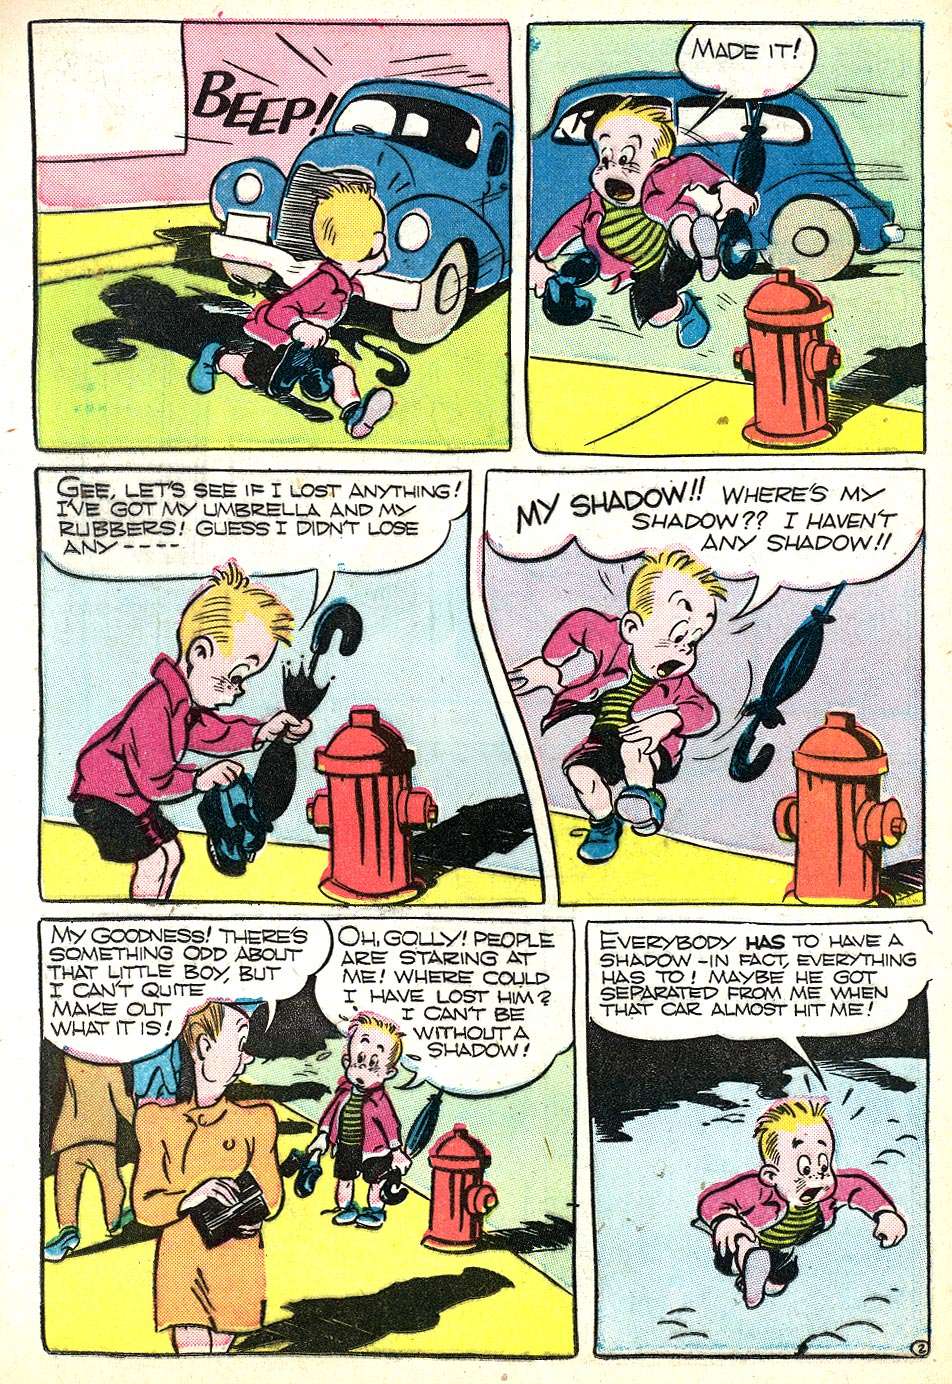 BEEP!
MADE IT!
GEE, LET'S SEE IF I LOST ANYTHING!
I'VE GOT MY UMBRELLA AND MY
RUBBERS! GUESS I DIDN'T LOSE
ANY ----
MY SHADOW!! WHERE'S MY
SHADOW?? I HAVEN'T
ANY SHADOW!!
MY GOODNESS! THERE'S
SOMETHING ODD ABOUT
THAT LITTLE BOY, BUT
I CAN'T QUITE
MAKE OUT
WHAT IT IS!
OH, GOLLY! PEOPLE
ARE STARING AT
ME! WHERE COULD
I HAVE LOST HIM?
I CAN'T BE
WITHOUT A
SHADOW!
EVERYBODY HAS TO HAVE A
SHADOW - IN FACT, EVERYTHING
HAS TO! MAYBE HE GOT
SEPARATED FROM ME WHEN
THAT CAR ALMOST HIT ME!
2